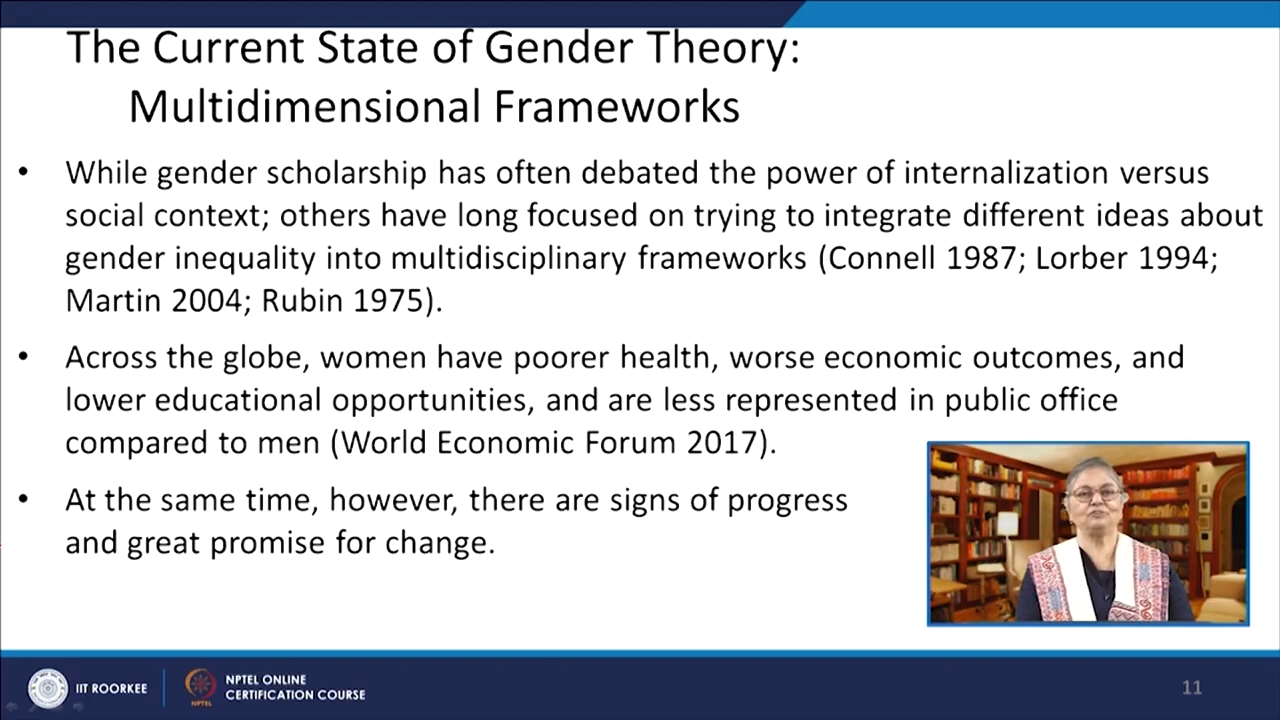 The Current State of Gender Theory:
Multidimensional Frameworks
• While gender scholarship has often debated the power of internalization versus
social context; others have long focused on trying to integrate different ideas about
gender inequality into multidisciplinary frameworks (Connell 1987; Lorber 1994;
Martin 2004; Rubin 1975).
• Across the globe, women have poorer health, worse economic outcomes, and
lower educational opportunities, and are less represented in public office
compared to men (World Economic Forum 2017).
• At the same time, however, there are signs of progress
and great promise for change.
IIT ROORKEE
NPTEL
NPTEL ONLINE
CERTIFICATION COURSE
11